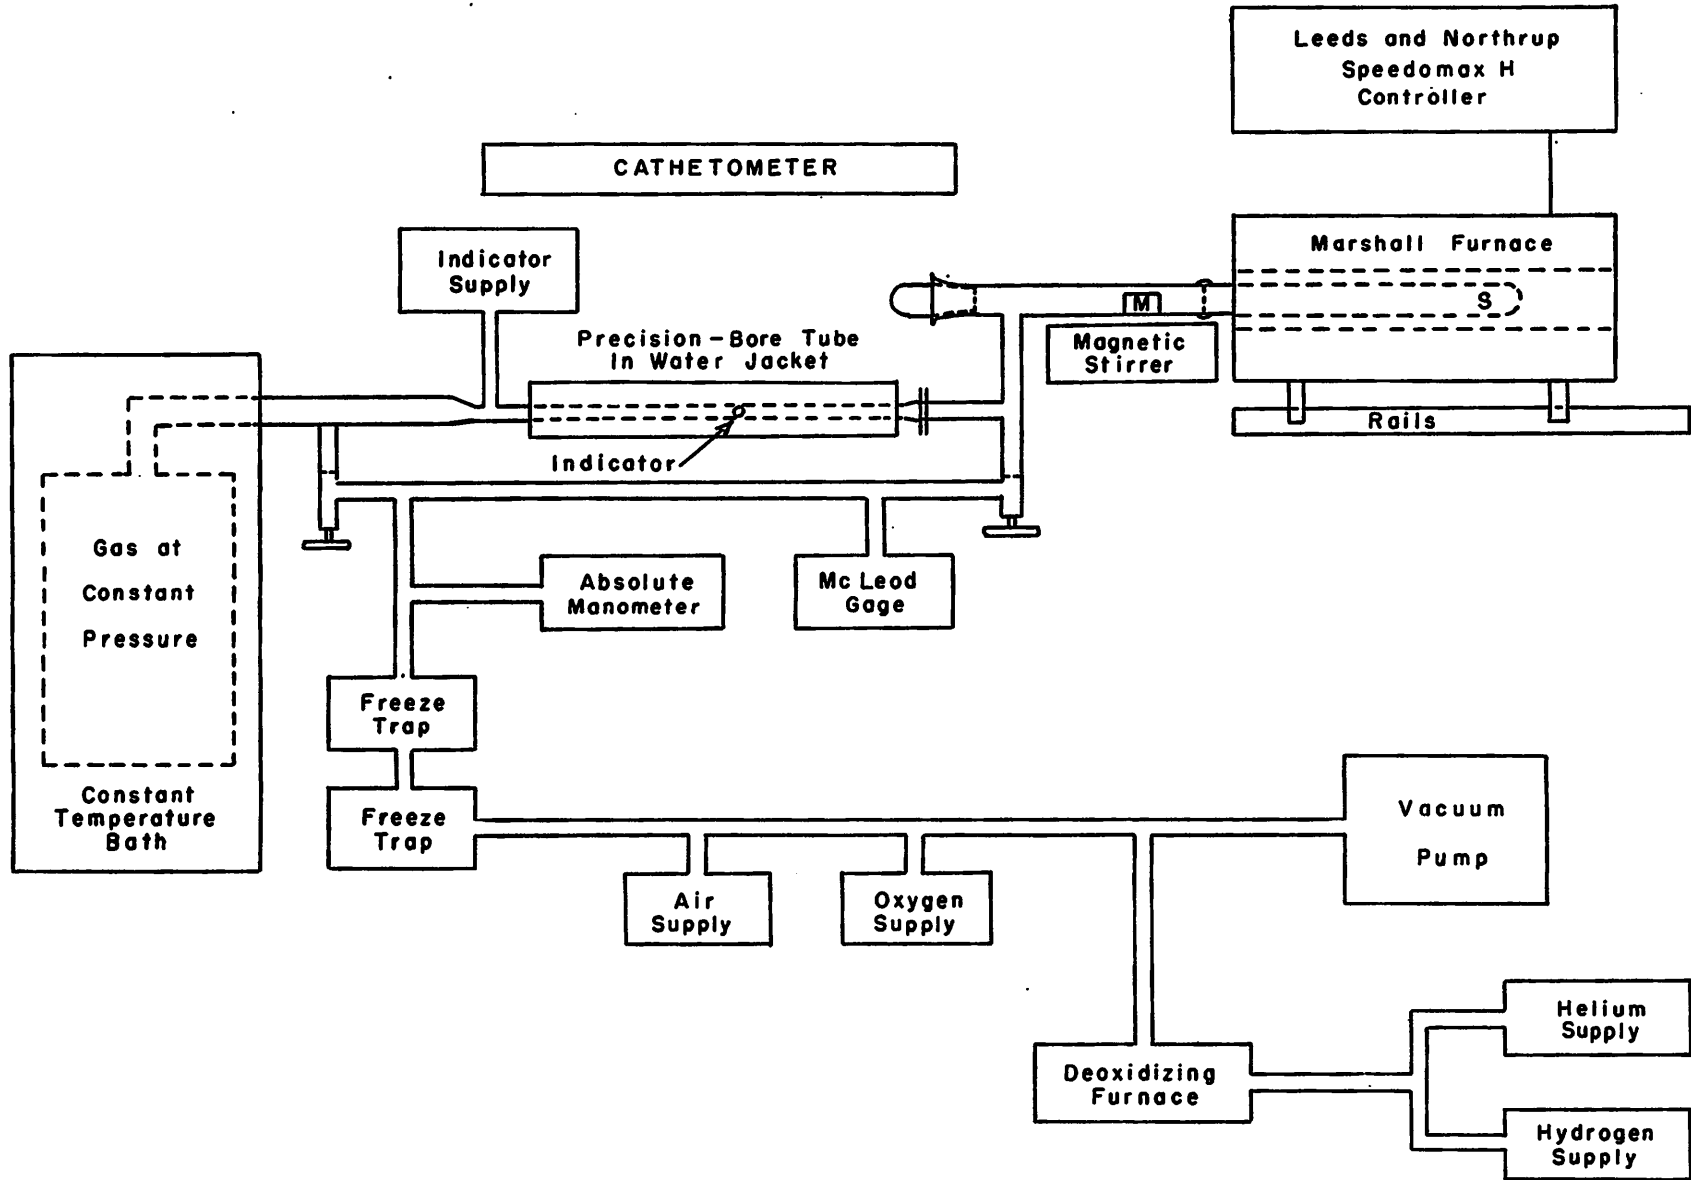 Leeds and Northrup
Speedomax H
Controller
CATHETOMETER
Marshall Furnace
Indicator
Supply
S
M
Precision-Bore Tube
In Water Jacket
Magnetic
Stirrer
Rails
Indicator
Gas at
Constant
Pressure
Absolute
Manometer
Mc Leod
Gage
Freeze
Trap
Constant
Temperature
Bath
Freeze
Trap
Vacuum
Pump
Air
Supply
Oxygen
Supply
Helium
Supply
Deoxidizing
Furnace
Hydrogen
Supply